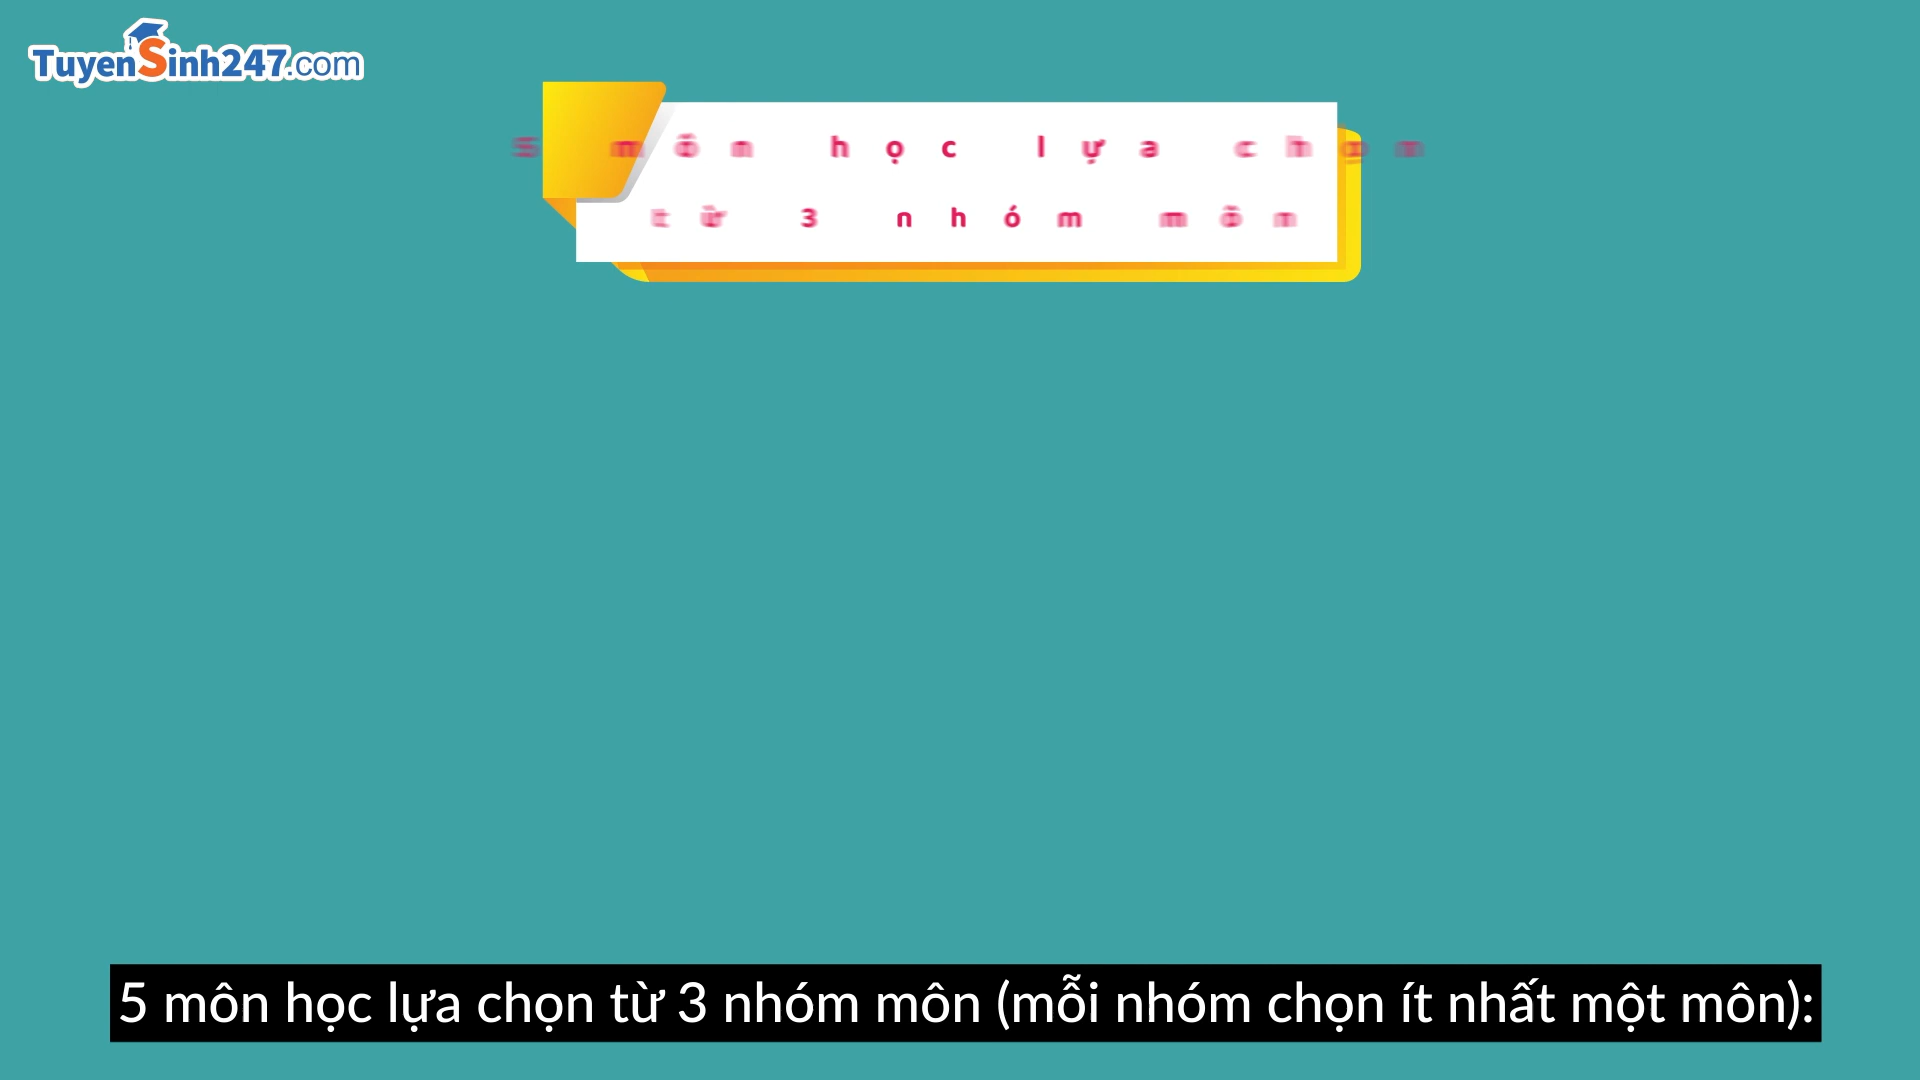 TuyenSinh247.com
5 môn học lựa chọn
từ 3 nhóm môn
5 môn học lựa chọn từ 3 nhóm môn (mỗi nhóm chọn ít nhất một môn):